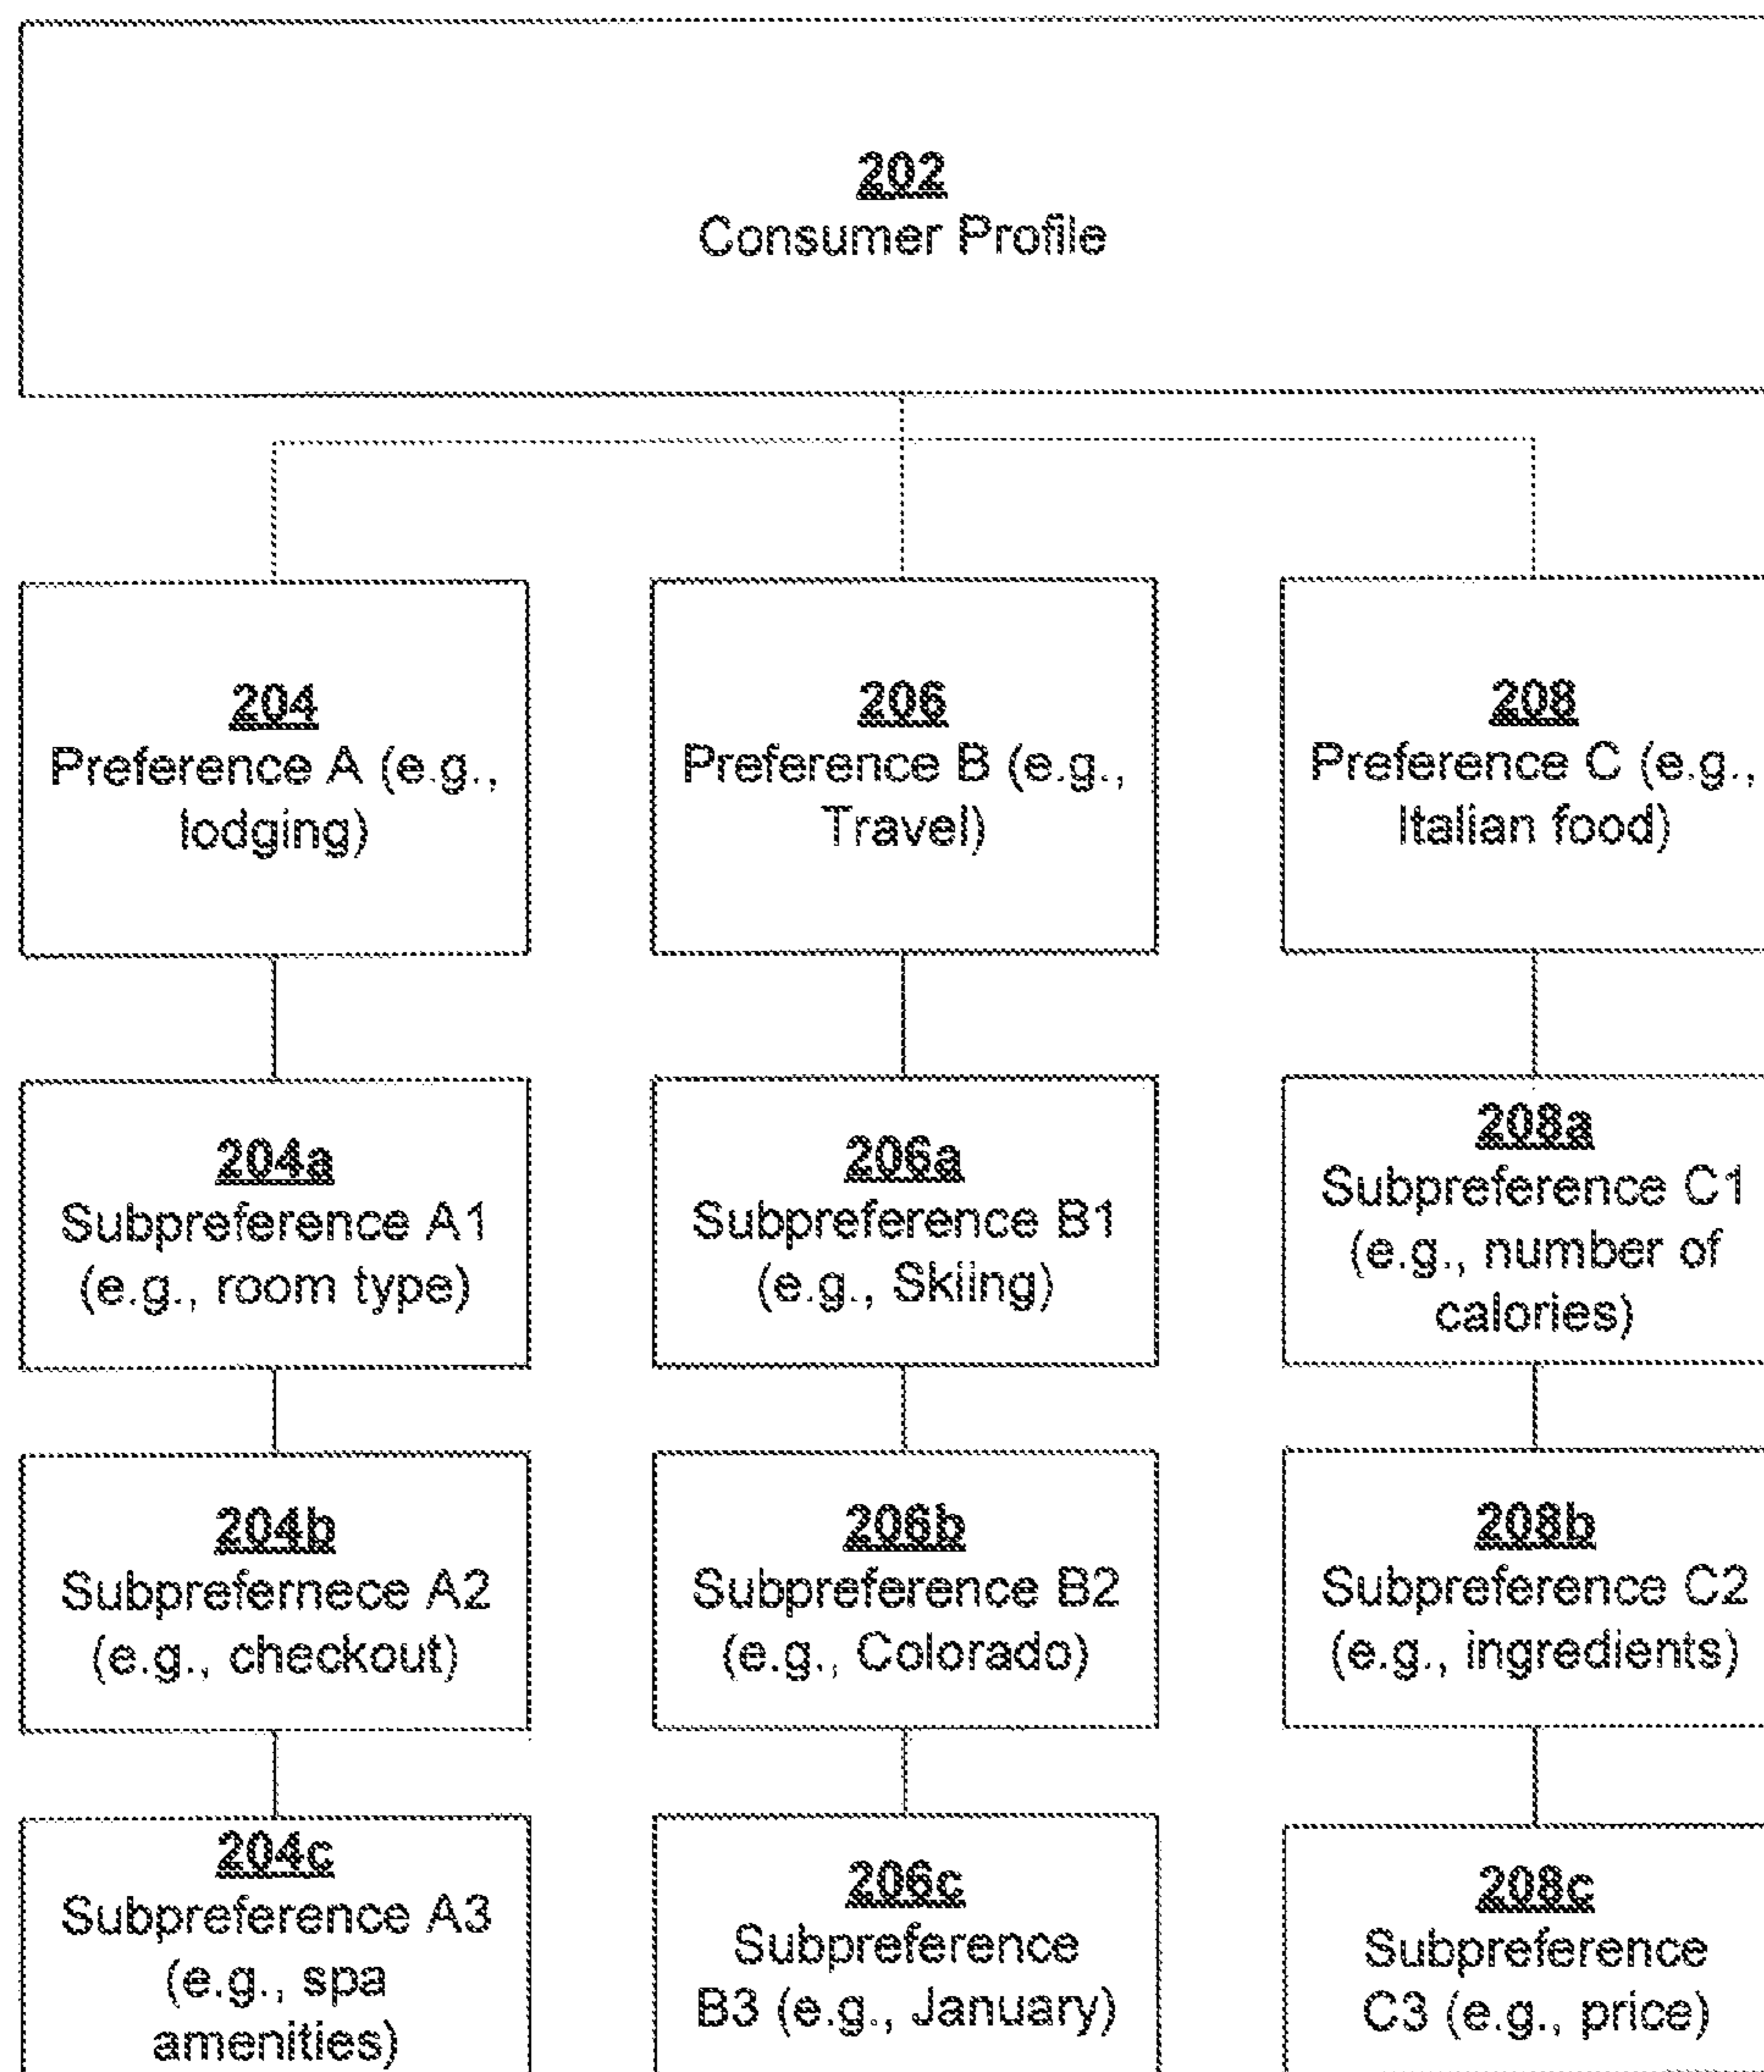 202
Consumer Profile
204
Preference A (e.g.,
lodging)
206
Preference B (e.g.,
Travel)
208
Preference C (e.g.,
Italian food)
204a
Subpreference A1
(e.g., room type)
206a
Subpreference B1
(e.g., Skiing)
208a
Subpreference C1
(e.g., number of
calories)
204b
Subprefernece A2
(e.g., checkout)
206b
Subpreference B2
(e.g., Colorado)
208b
Subpreference C2
(e.g., ingredients)
204c
Subpreference A3
(e.g., spa
amenities)
206c
Subpreference
B3 (e.g., January)
208c
Subpreference
C3 (e.g., price)